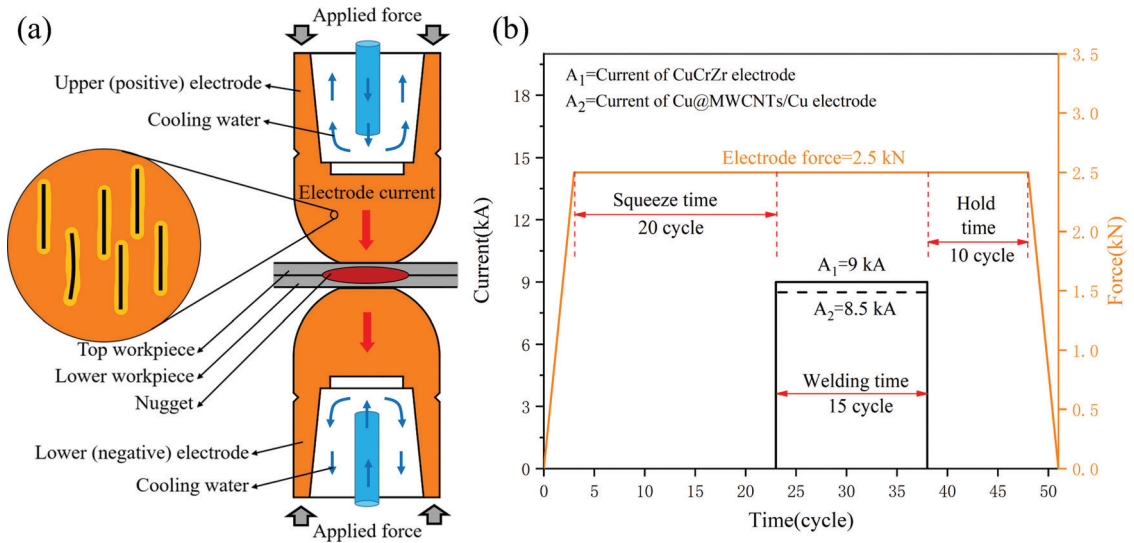 (a)
Applied force
Upper (positive) electrode
Cooling water
Electrode current
Top workpiece
Lower workpiece
Nugget
Lower (negative) electrode
Cooling water
Applied force
(b)
A1=Current of CuCrZr electrode
A2=Current of Cu@MWCNTs/Cu electrode
Electrode force=2.5 kN
Squeeze time
20 cycle
Hold
time
10 cycle
A1=9 kA
A2=8.5 kA
Welding time
15 cycle
Current(kA)
18
15
12
9
6
3
0
Force(kN)
3.5
3.0
2.5
2.0
1.5
1.0
0.5
0.0
0 5 10 15 20 25 30 35 40 45 50
Time(cycle)